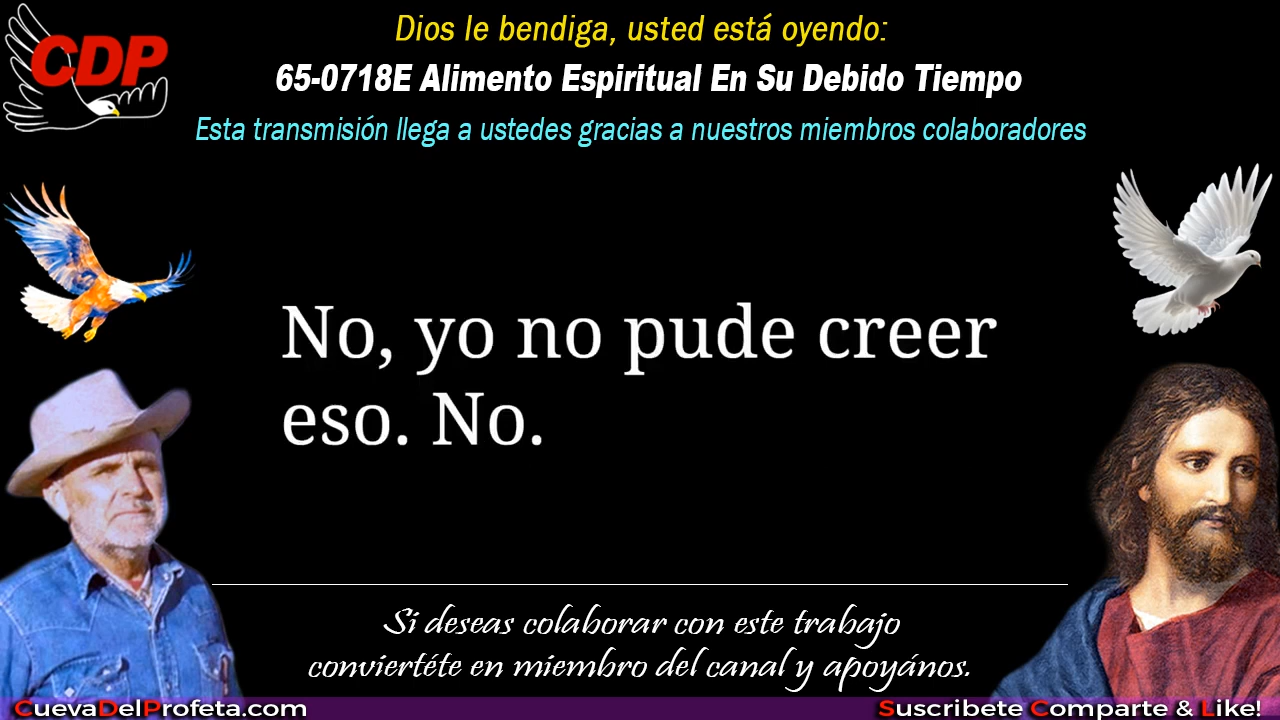 CDP
Dios le bendiga, usted está oyendo:
65-0718E Alimento Espiritual En Su Debido Tiempo
Esta transmisión llega a ustedes gracias a nuestros miembros colaboradores
No, yo no pude creer
eso. No.
Si deseas colaborar con este trabajo
conviertéte en miembro del canal y apoyános.
CuevaDelProfeta.com
Suscribete Comparte & Like!